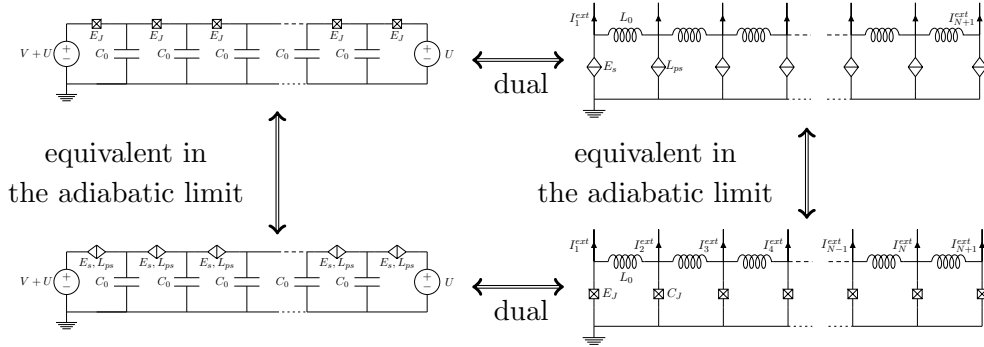 I_1^{ext} L_0 I_{N+1}^{ext}
E_J E_J E_J E_J E_J
V + U C_0 C_0 C_0 C_0 C_0 U
E_s L_{ps}
dual
equivalent in
the adiabatic limit
equivalent in
the adiabatic limit
I_1^{ext} I_2^{ext} I_3^{ext} I_4^{ext} I_{N-1}^{ext} I_N^{ext} I_{N+1}^{ext}
E_s, L_{ps} E_s, L_{ps} E_s, L_{ps} E_s, L_{ps} E_s, L_{ps}
L_0
V + U C_0 C_0 C_0 C_0 C_0 U
E_J C_J
dual